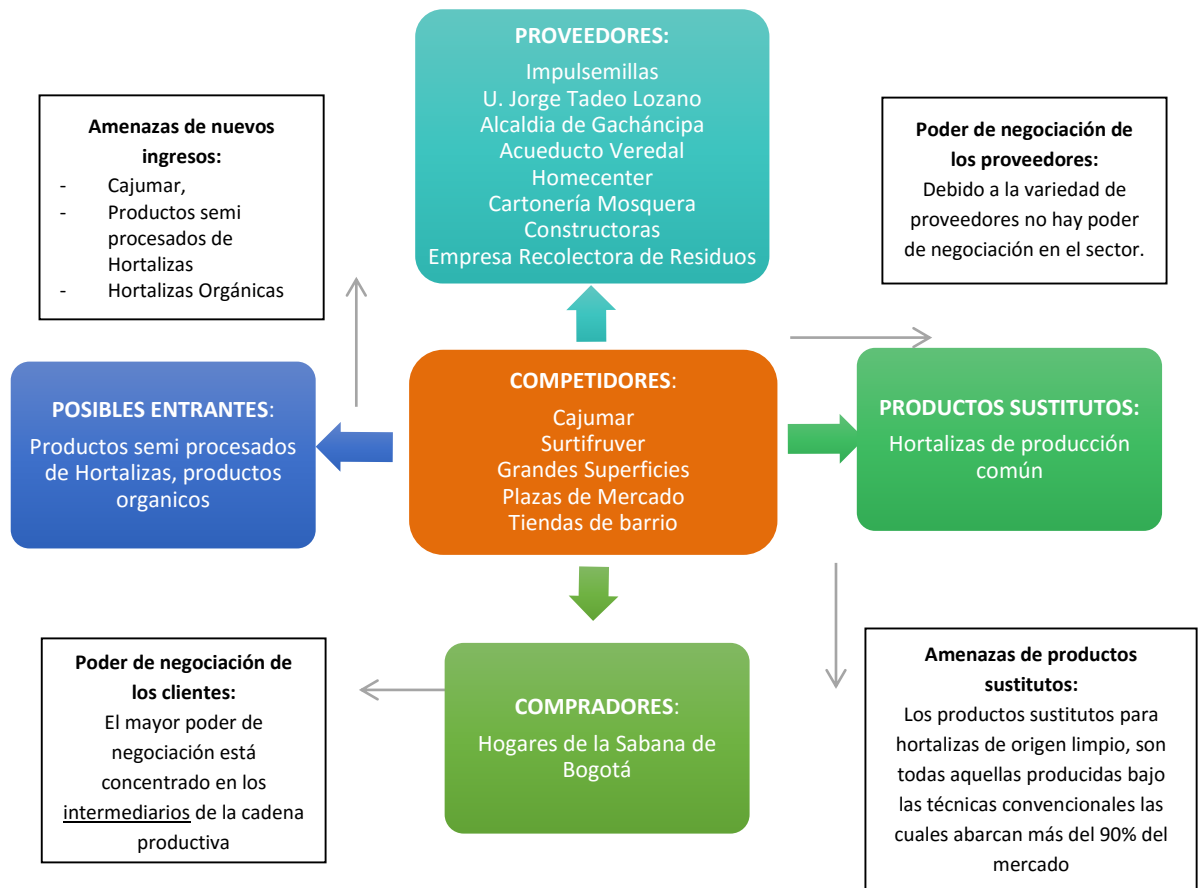 PROVEEDORES:
Impulsemillas
U. Jorge Tadeo Lozano
Alcaldia de Gacháncipa
Acueducto Veredal
Homecenter
Cartonería Mosquera
Constructoras
Empresa Recolectora de Residuos
Amenazas de nuevos
ingresos:
- Cajumar,
- Productos semi
procesados de
Hortalizas
- Hortalizas Orgánicas
Poder de negociación de
los proveedores:
Debido a la variedad de
proveedores no hay poder
de negociación en el sector.
POSIBLES ENTRANTES:
Productos semi procesados
de Hortalizas, productos
organicos
COMPETIDORES:
Cajumar
Surtifruver
Grandes Superficies
Plazas de Mercado
Tiendas de barrio
PRODUCTOS SUSTITUTOS:
Hortalizas de producción
común
Poder de negociación de
los clientes:
El mayor poder de
negociación está
concentrado en los
intermediarios de la cadena
productiva
COMPRADORES:
Hogares de la Sabana de
Bogotá
Amenazas de productos
sustitutos:
Los productos sustitutos para
hortalizas de origen limpio, son
todas aquellas producidas bajo
las técnicas convencionales las
cuales abarcan más del 90% del
mercado